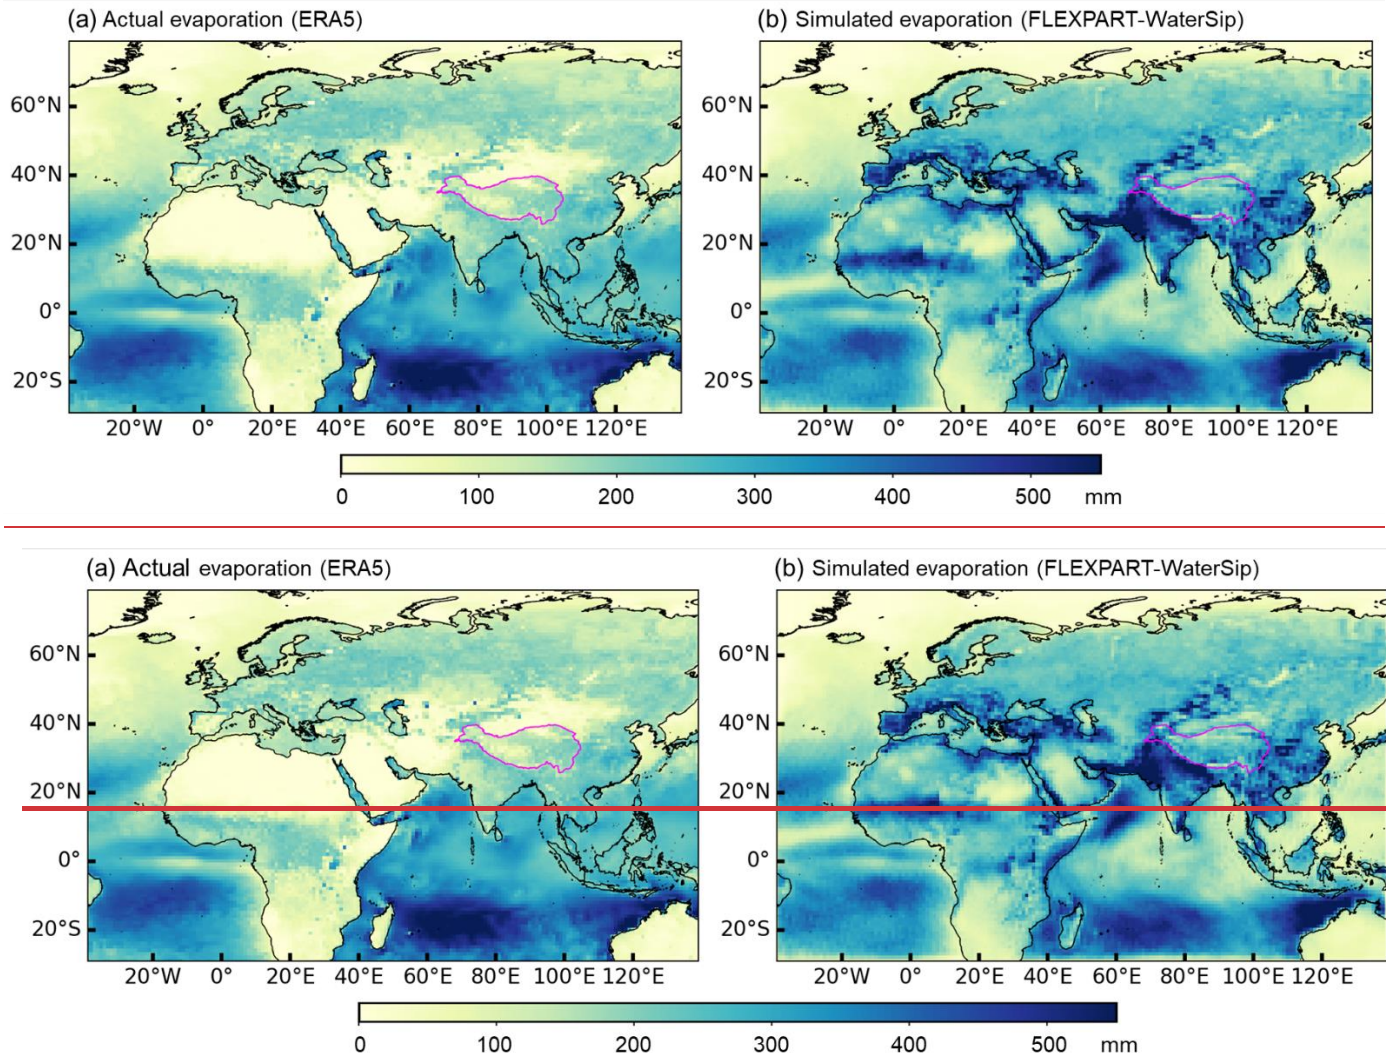 (a) Actual evaporation (ERA5) (b) Simulated evaporation (FLEXPART-WaterSip)
60°N 60°N
40°N 40°N
20°N 20°N
0° 0°
20°S 20°S
20°W 0° 20°E 40°E 60°E 80°E 100°E 120°E 20°W 0° 20°E 40°E 60°E 80°E 100°E 120°E
0 100 200 300 400 500 mm
(a) Actual evaporation (ERA5) (b) Simulated evaporation (FLEXPART-WaterSip)
60°N 60°N
40°N 40°N
20°N 20°N
0° 0°
20°S 20°S
20°W 0° 20°E 40°E 60°E 80°E 100°E 120°E 20°W 0° 20°E 40°E 60°E 80°E 100°E 120°E
0 100 200 300 400 500 mm